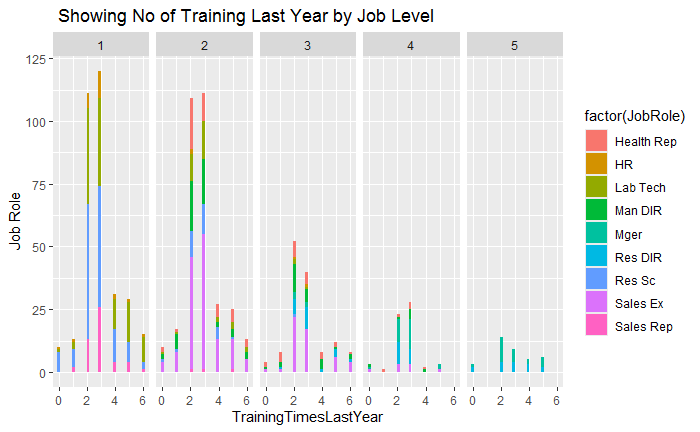 Showing No of Training Last Year by Job Level
1 2 3 4 5
125
100
75
50
25
0
Job Role
0 2 4 6 0 2 4 6 0 2 4 6 0 2 4 6 0 2 4 6
TrainingTimesLastYear
factor(JobRole)
Health Rep
HR
Lab Tech
Man DIR
Mger
Res DIR
Res Sc
Sales Ex
Sales Rep